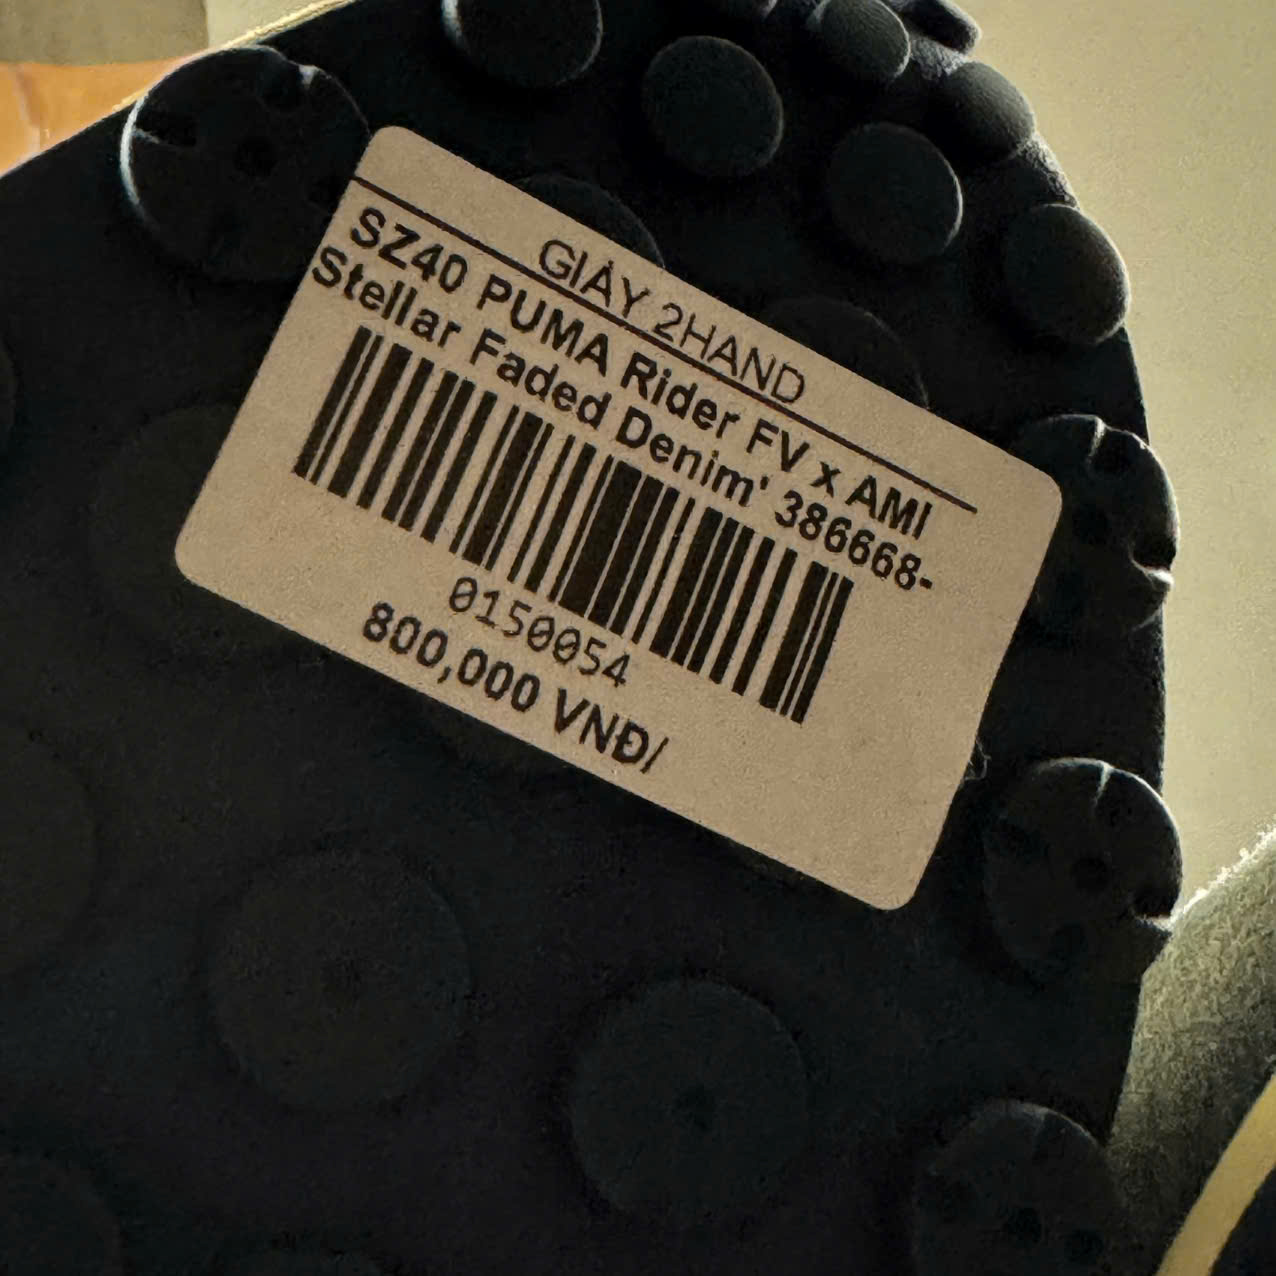 GIÀY 2HAND
SZ40 PUMA Rider FV x AMI
Stellar Faded Denim' 386668-
0150054
800,000 VNĐ/